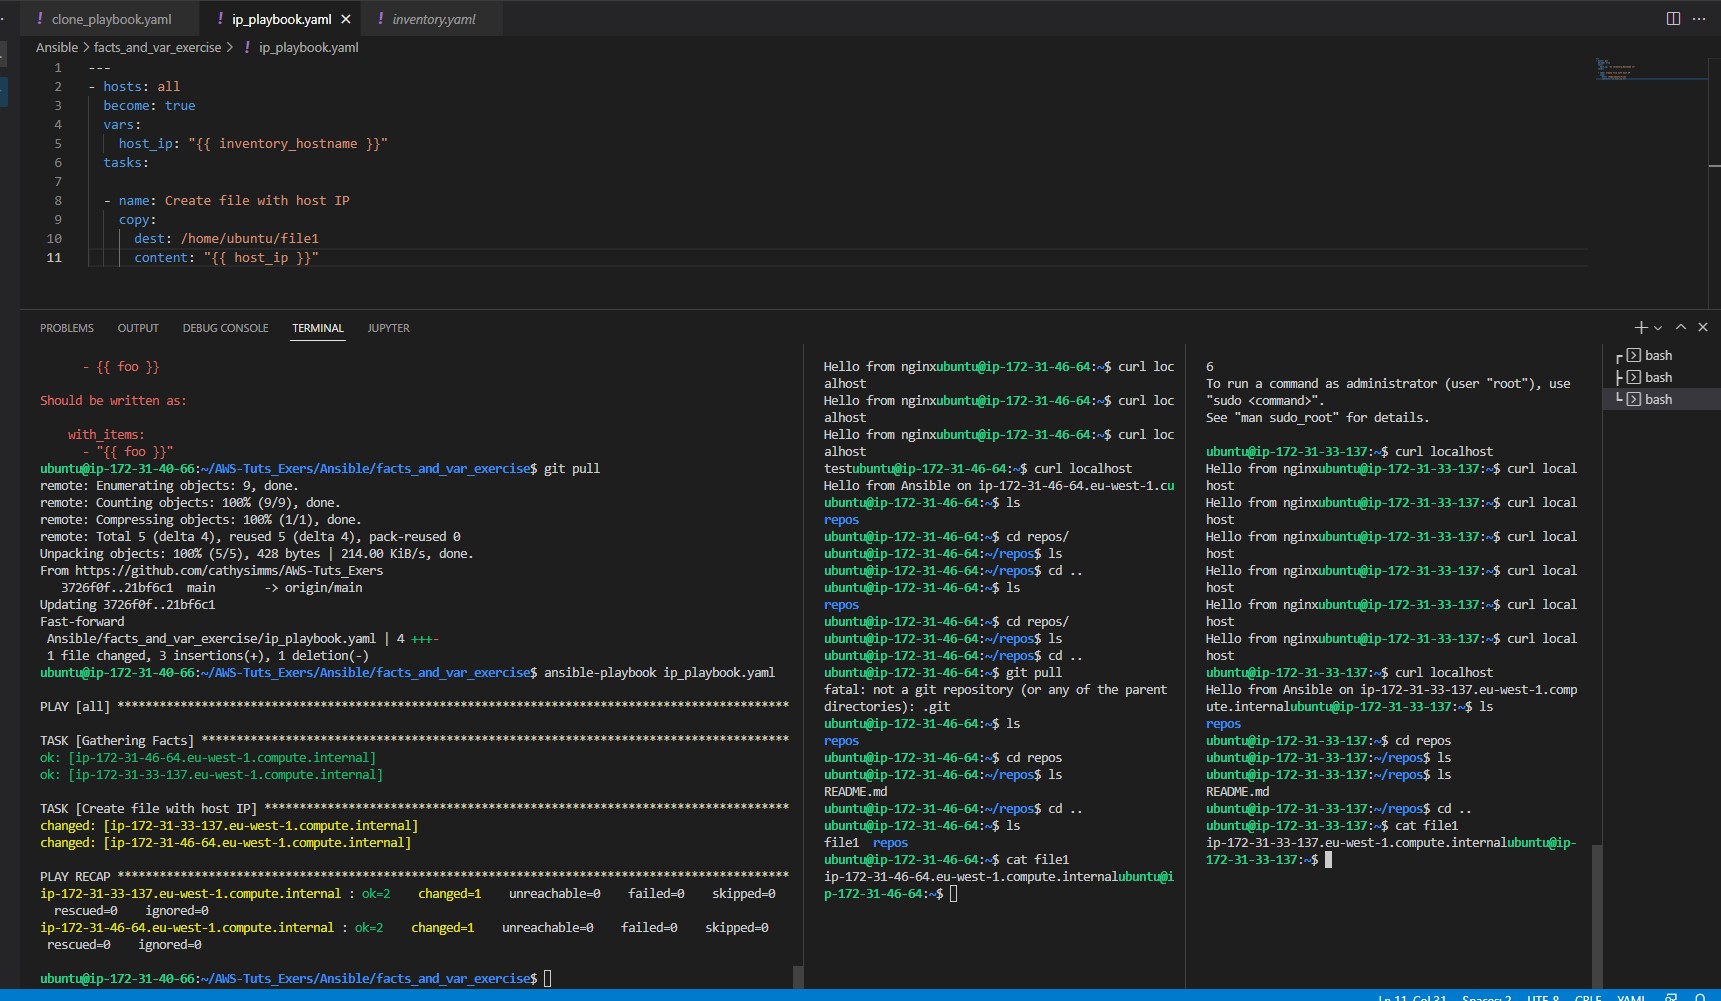 ! clone_playbook.yaml
! ip_playbook.yaml ×
! inventory.yaml
Ansible > facts_and_var_exercise > ! ip_playbook.yaml
1 ---
2 - hosts: all
3 become: true
4 vars:
5 host_ip: "{{ inventory_hostname }}"
6 tasks:
7
8 - name: Create file with host IP
9 copy:
10 dest: /home/ubuntu/file1
11 content: "{{ host_ip }}"
PROBLEMS OUTPUT DEBUG CONSOLE TERMINAL JUPYTER
- {{ foo }}
Should be written as:
with_items:
- "{{ foo }}"
ubuntu@ip-172-31-40-66:~/AWS-Tuts_Exers/Ansible/facts_and_var_exercise$ git pull
remote: Enumerating objects: 9, done.
remote: Counting objects: 100% (9/9), done.
remote: Compressing objects: 100% (1/1), done.
remote: Total 5 (delta 4), reused 5 (delta 4), pack-reused 0
Unpacking objects: 100% (5/5), 428 bytes | 214.00 KiB/s, done.
From https://github.com/cathysimms/AWS-Tuts_Exers
3726f0f..21bf6c1 main -> origin/main
Updating 3726f0f..21bf6c1
Fast-forward
Ansible/facts_and_var_exercise/ip_playbook.yaml | 4 +++-
1 file changed, 3 insertions(+), 1 deletion(-)
ubuntu@ip-172-31-40-66:~/AWS-Tuts_Exers/Ansible/facts_and_var_exercise$ ansible-playbook ip_playbook.yaml
PLAY [all] ************************************************************************************************
TASK [Gathering Facts] ************************************************************************************
ok: [ip-172-31-46-64.eu-west-1.compute.internal]
ok: [ip-172-31-33-137.eu-west-1.compute.internal]
TASK [Create file with host IP] ***************************************************************************
changed: [ip-172-31-33-137.eu-west-1.compute.internal]
changed: [ip-172-31-46-64.eu-west-1.compute.internal]
PLAY RECAP ************************************************************************************************
ip-172-31-33-137.eu-west-1.compute.internal : ok=2 changed=1 unreachable=0 failed=0 skipped=0
rescued=0 ignored=0
ip-172-31-46-64.eu-west-1.compute.internal : ok=2 changed=1 unreachable=0 failed=0 skipped=0
rescued=0 ignored=0
ubuntu@ip-172-31-40-66:~/AWS-Tuts_Exers/Ansible/facts_and_var_exercise$
Hello from nginxubuntu@ip-172-31-46-64:~$ curl loc
alhost
Hello from nginxubuntu@ip-172-31-46-64:~$ curl loc
alhost
Hello from nginxubuntu@ip-172-31-46-64:~$ curl loc
alhost
testubuntu@ip-172-31-46-64:~$ curl localhost
Hello from Ansible on ip-172-31-46-64.eu-west-1.cu
ubuntu@ip-172-31-46-64:~$ ls
repos
ubuntu@ip-172-31-46-64:~$ cd repos/
ubuntu@ip-172-31-46-64:~/repos$ ls
ubuntu@ip-172-31-46-64:~/repos$ cd ..
ubuntu@ip-172-31-46-64:~$ ls
repos
ubuntu@ip-172-31-46-64:~$ cd repos/
ubuntu@ip-172-31-46-64:~/repos$ ls
ubuntu@ip-172-31-46-64:~/repos$ cd ..
ubuntu@ip-172-31-46-64:~$ git pull
fatal: not a git repository (or any of the parent
directories): .git
ubuntu@ip-172-31-46-64:~$ ls
repos
ubuntu@ip-172-31-46-64:~$ cd repos
ubuntu@ip-172-31-46-64:~/repos$ ls
README.md
ubuntu@ip-172-31-46-64:~/repos$ cd ..
ubuntu@ip-172-31-46-64:~$ ls
file1 repos
ubuntu@ip-172-31-46-64:~$ cat file1
ip-172-31-46-64.eu-west-1.compute.internalubuntu@i
p-172-31-46-64:~$
6
To run a command as administrator (user "root"), use
"sudo <command>".
See "man sudo_root" for details.
ubuntu@ip-172-31-33-137:~$ curl localhost
Hello from nginxubuntu@ip-172-31-33-137:~$ curl local
host
Hello from nginxubuntu@ip-172-31-33-137:~$ curl local
host
Hello from nginxubuntu@ip-172-31-33-137:~$ curl local
host
Hello from nginxubuntu@ip-172-31-33-137:~$ curl local
host
Hello from nginxubuntu@ip-172-31-33-137:~$ curl local
host
Hello from nginxubuntu@ip-172-31-33-137:~$ curl local
host
ubuntu@ip-172-31-33-137:~$ curl localhost
Hello from Ansible on ip-172-31-33-137.eu-west-1.comp
ute.internalubuntu@ip-172-31-33-137:~$ ls
repos
ubuntu@ip-172-31-33-137:~$ cd repos
ubuntu@ip-172-31-33-137:~/repos$ ls
ubuntu@ip-172-31-33-137:~/repos$ ls
README.md
ubuntu@ip-172-31-33-137:~/repos$ cd ..
ubuntu@ip-172-31-33-137:~$ cat file1
ip-172-31-33-137.eu-west-1.compute.internalubuntu@ip-
172-31-33-137:~$
bash
bash
bash
Ln 11, Col 31 Spaces: 2 UTF-8 CRLF YAML